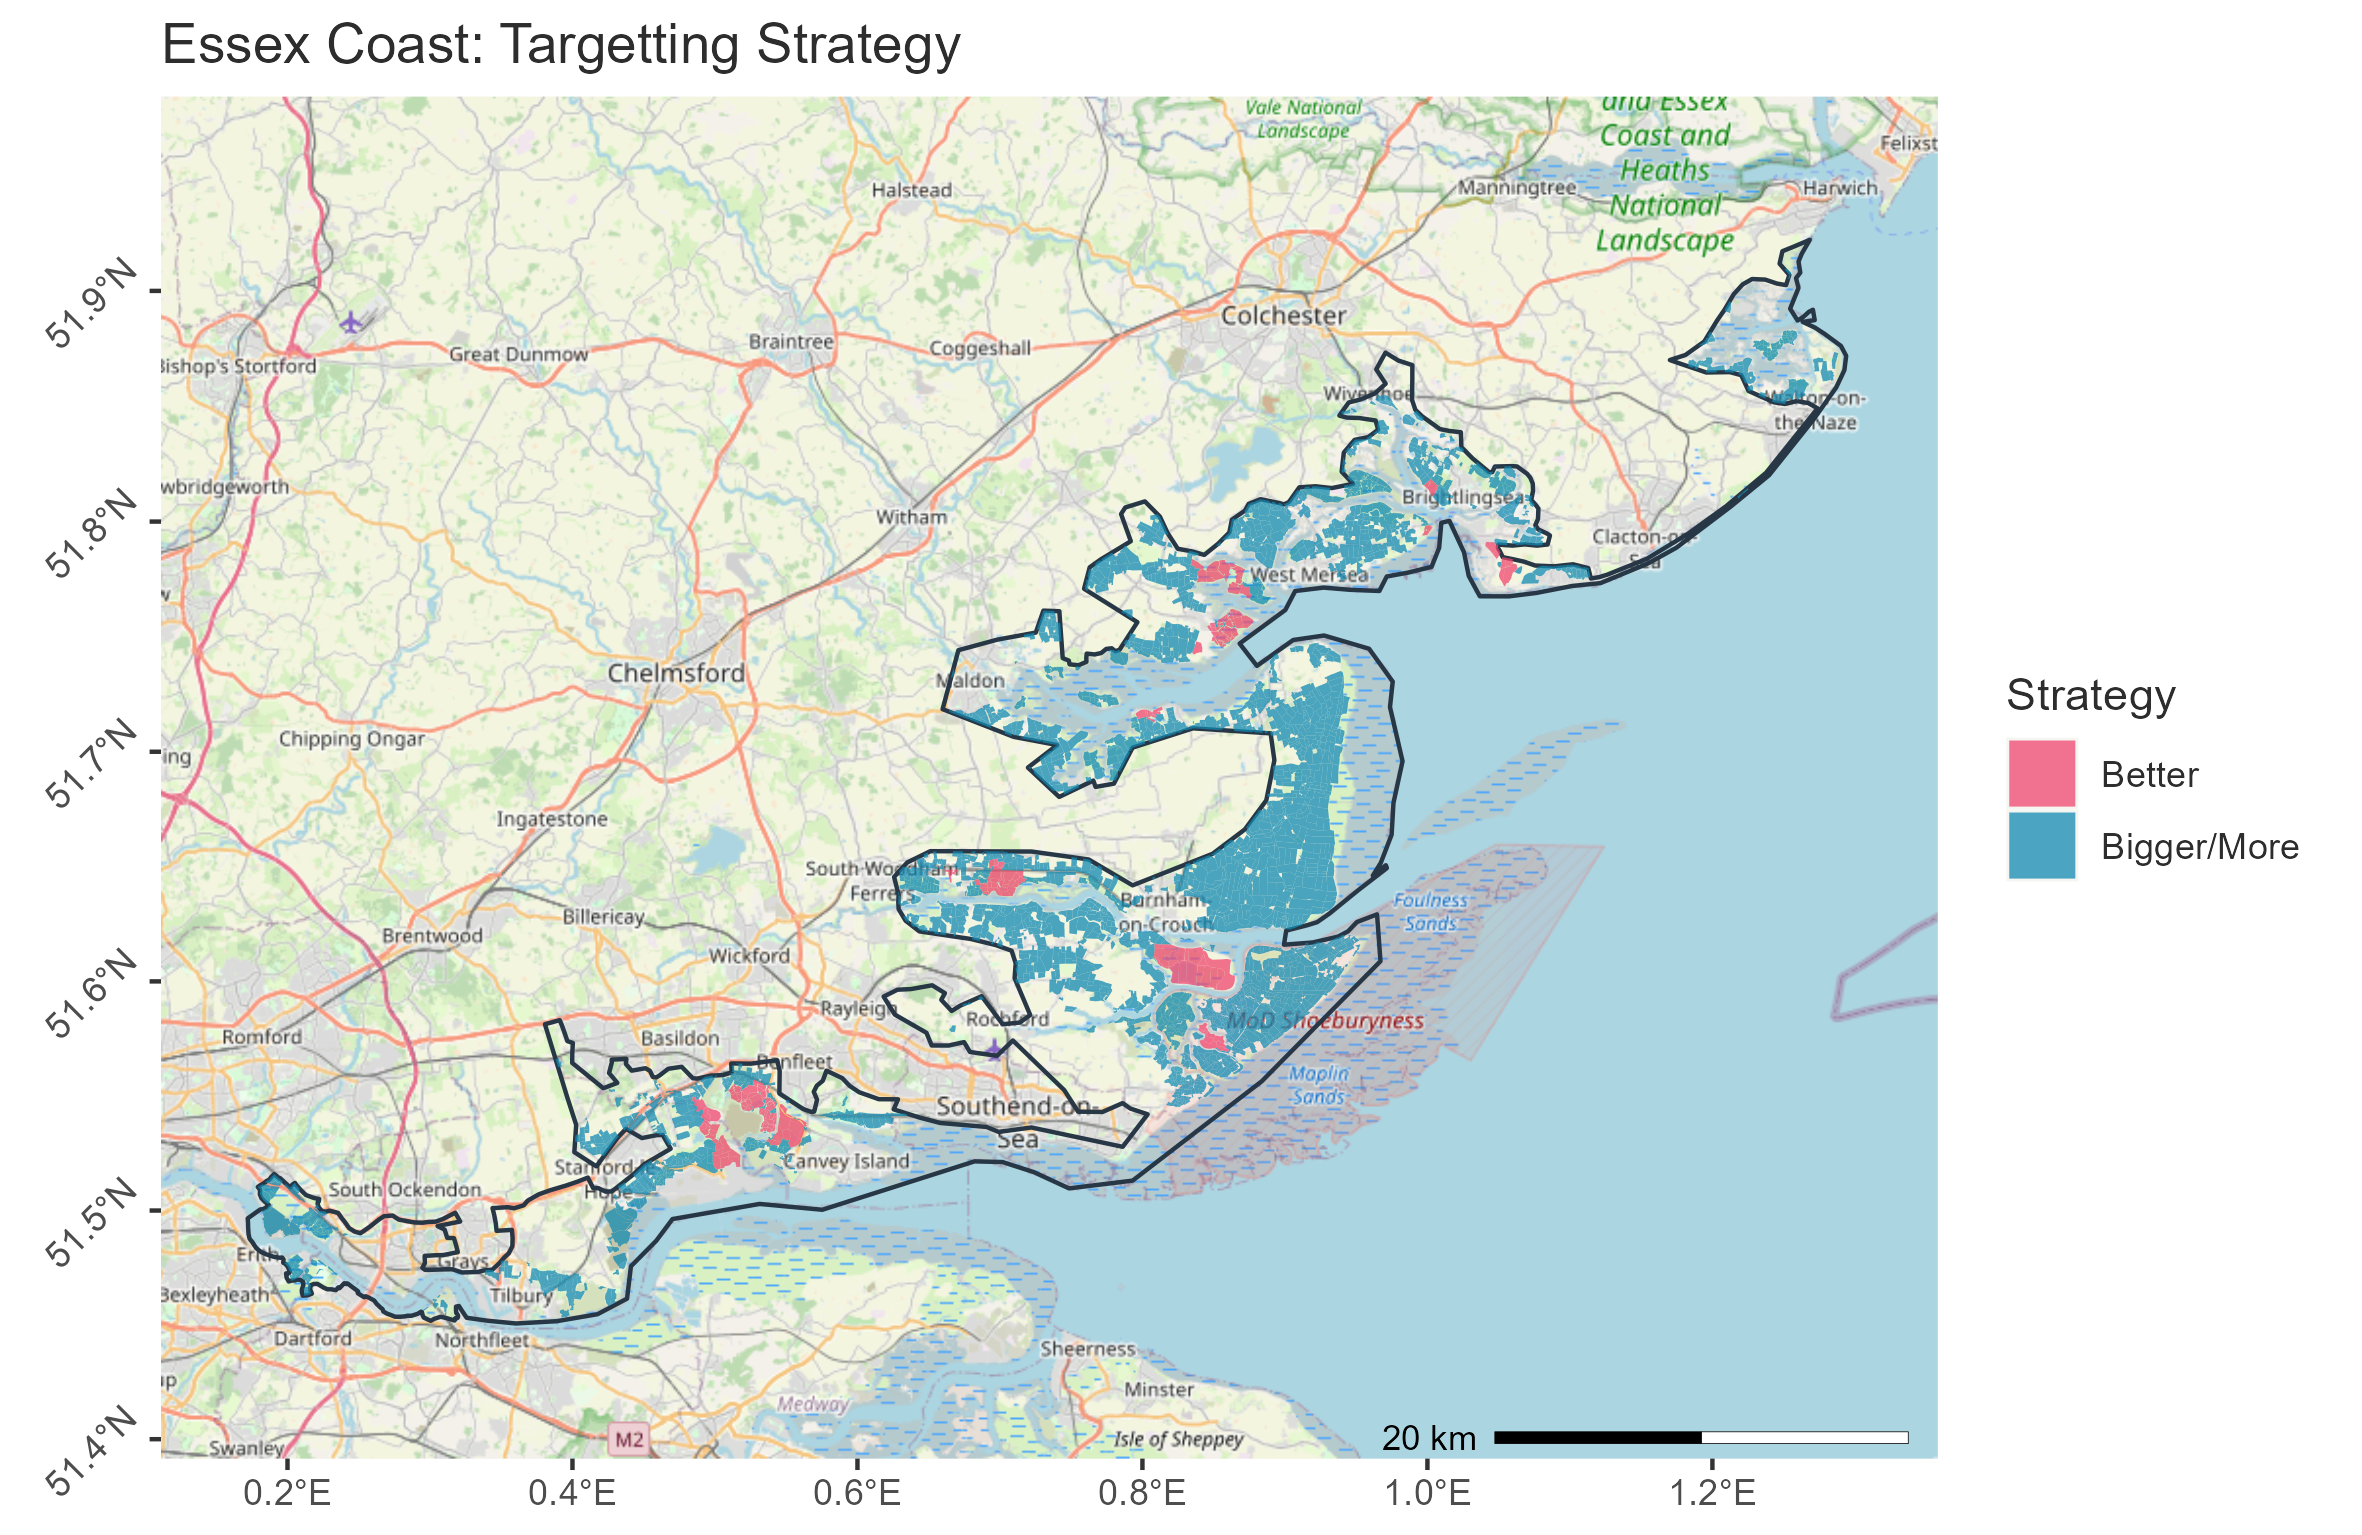 Essex Coast: Targetting Strategy
Vale National
Landscape
and Essex
Coast and
Heaths
National
Landscape
Felixst
Halstead
Manningtree
Harwich
51.9°N
Colchester
Braintree
Coggeshall
Great Dunmow
Bishop's Stortford
Wivenhoe
Walton-on-
the Naze
51.8°N
wbridgeworth
Witham
Brightlingsea
Clacton-on-
Sea
West Mersea
w
Chelmsford
Maldon
51.7°N
Chipping Ongar
ing
Ingatestone
South Woodham
Ferrers
Burnham-
on-Crouch
Foulness
Sands
Billericay
Brentwood
Wickford
51.6°N
Rayleigh
Rochford
MoD Shoeburyness
Romford
Basildon
Benfleet
Maplin
Sands
Southend-on-
Sea
Canvey Island
Stanford-le-
Hope
51.5°N
South Ockendon
Erith
Grays
Bexleyheath
Tilbury
Dartford
Northfleet
Sheerness
Minster
up
Medway
51.4°N
Swanley
M2
Isle of Sheppey
20 km
0.2°E
0.4°E
0.6°E
0.8°E
1.0°E
1.2°E
Strategy
Better
Bigger/More